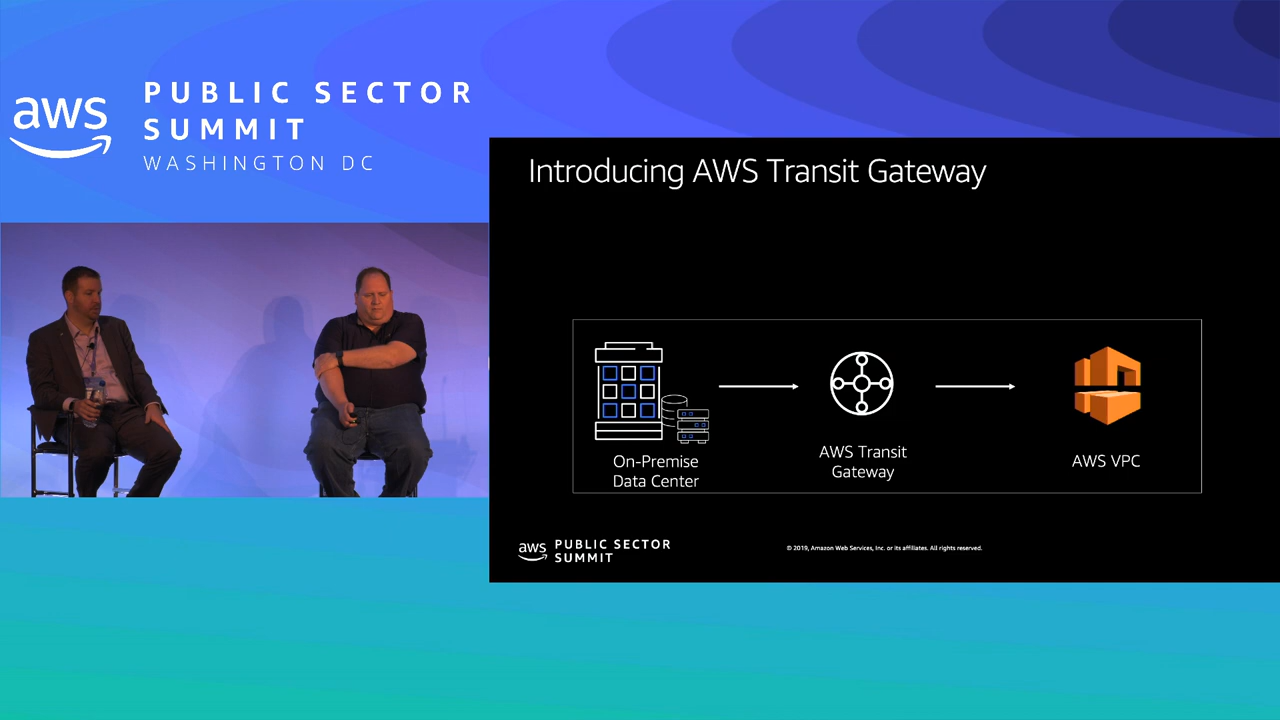 aws
PUBLIC SECTOR
SUMMIT
WASHINGTON DC
Introducing AWS Transit Gateway
On-Premise
Data Center
AWS Transit
Gateway
AWS VPC
aws
PUBLIC SECTOR
SUMMIT
© 2019, Amazon Web Services, Inc. or its affiliates. All rights reserved.